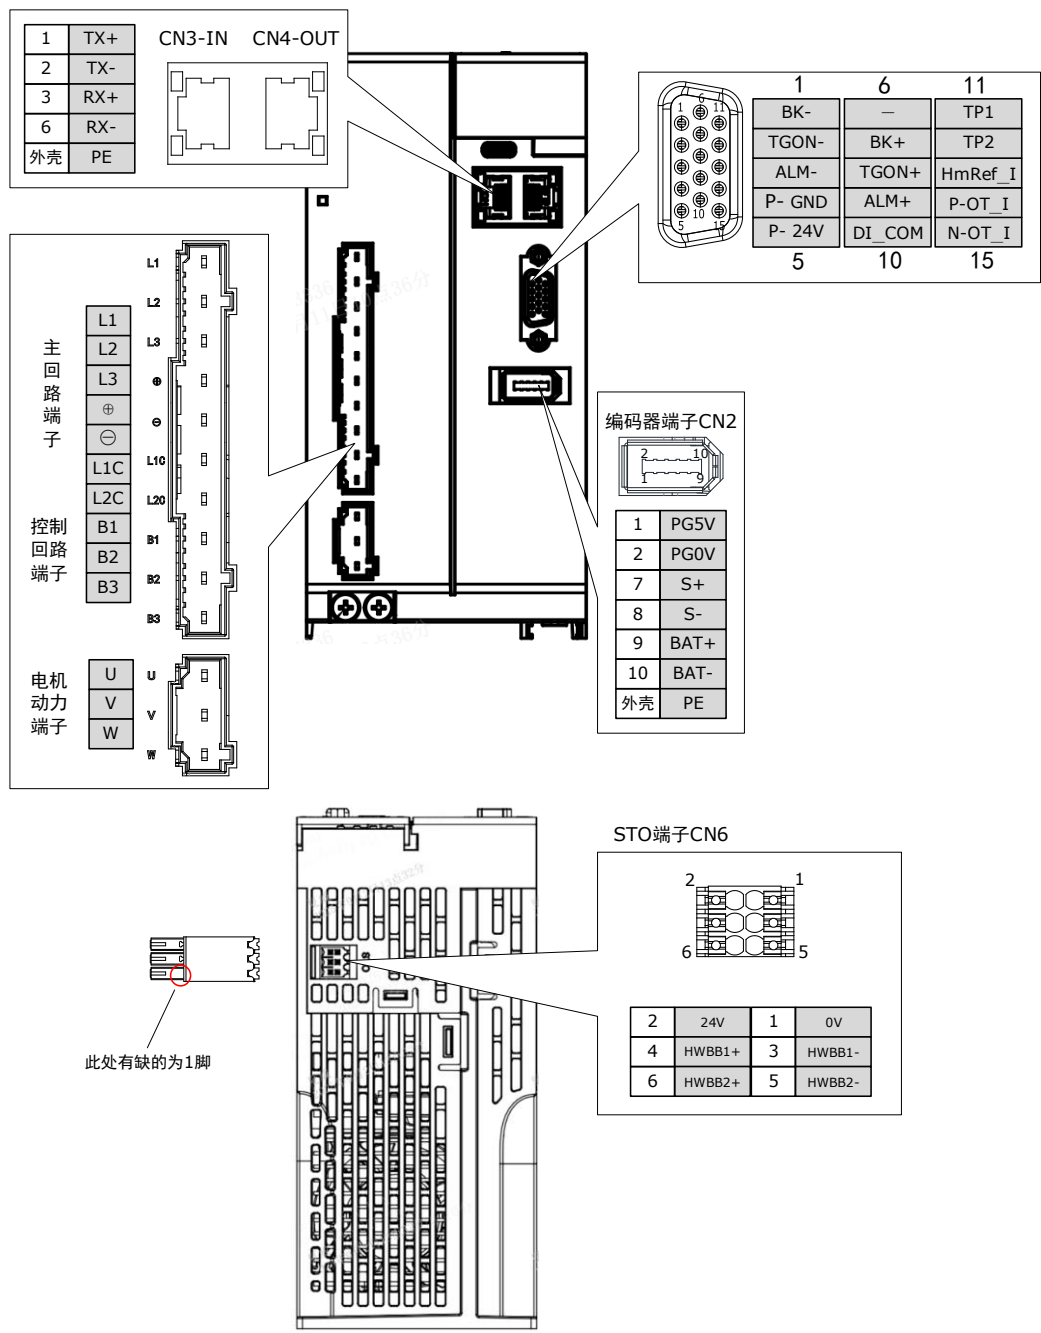 CN3-IN CN4-OUT
1 TX+
2 TX-
3 RX+
6 RX-
外壳 PE
1 6 11
BK- — TP1
TGON- BK+ TP2
ALM- TGON+ HmRef_I
P- GND ALM+ P-OT_I
P- 24V DI_COM N-OT_I
5 10 15
1 6 11
5 10 15
主回路端子
L1
L2
L3
⊕
⊖
L1C
L2C
控制
回路
端子
B1
B2
B3
L1
L2
L3
⊕
⊖
L1C
L2C
B1
B2
B3
电机
动力
端子
U
V
W
U
V
W
编码器端子CN2
2 10
1 9
1 PG5V
2 PG0V
7 S+
8 S-
9 BAT+
10 BAT-
外壳 PE
STO端子CN6
2 1
6 5
2 24V 1 0V
4 HWBB1+ 3 HWBB1-
6 HWBB2+ 5 HWBB2-
此处有缺的为1脚